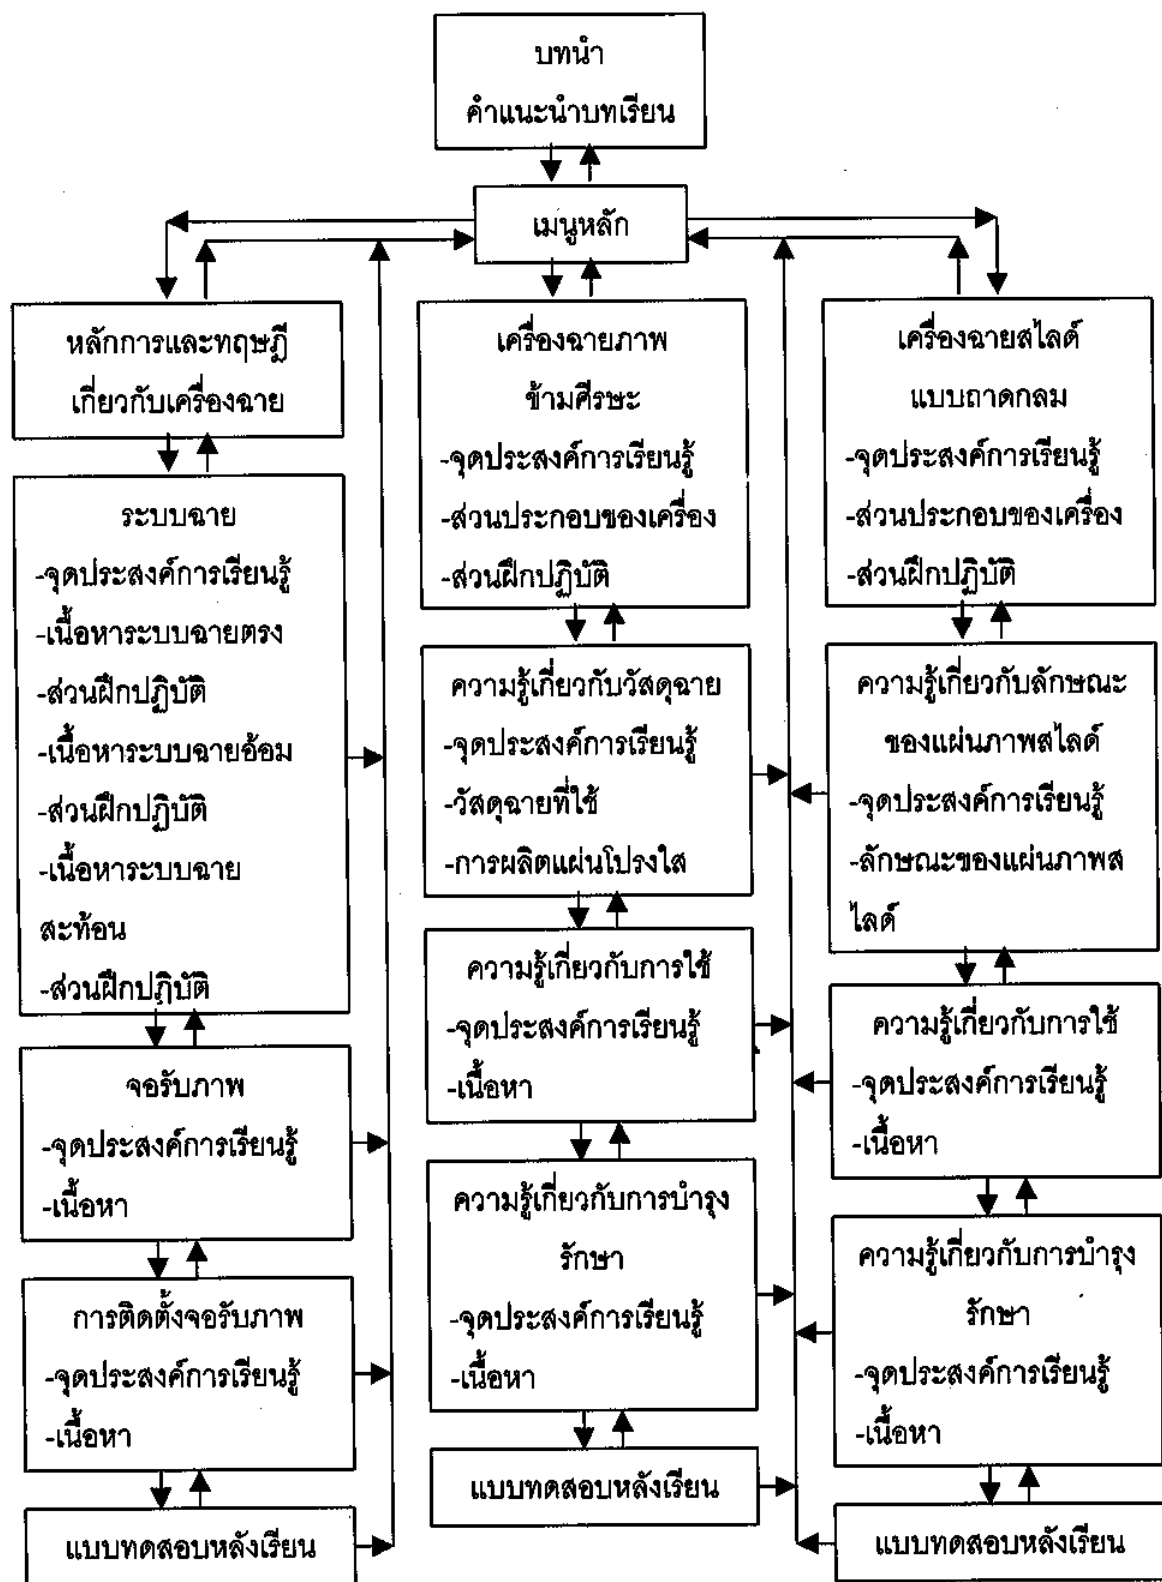 บทนำ
คำแนะนำบทเรียน
เมนูหลัก
หลักการและทฤษฎี
เกี่ยวกับเครื่องฉาย
ระบบฉาย
-จุดประสงค์การเรียนรู้
-เนื้อหาระบบฉายตรง
-ส่วนฝึกปฏิบัติ
-เนื้อหาระบบฉายอ้อม
-ส่วนฝึกปฏิบัติ
-เนื้อหาระบบฉาย
สะท้อน
-ส่วนฝึกปฏิบัติ
จอรับภาพ
-จุดประสงค์การเรียนรู้
-เนื้อหา
การติดตั้งจอรับภาพ
-จุดประสงค์การเรียนรู้
-เนื้อหา
แบบทดสอบหลังเรียน
เครื่องฉายภาพ
ข้ามศีรษะ
-จุดประสงค์การเรียนรู้
-ส่วนประกอบของเครื่อง
-ส่วนฝึกปฏิบัติ
ความรู้เกี่ยวกับวัสดุฉาย
-จุดประสงค์การเรียนรู้
-วัสดุฉายที่ใช้
-การผลิตแผ่นโปรงใส
ความรู้เกี่ยวกับการใช้
-จุดประสงค์การเรียนรู้
-เนื้อหา
ความรู้เกี่ยวกับการบำรุง
รักษา
-จุดประสงค์การเรียนรู้
-เนื้อหา
แบบทดสอบหลังเรียน
เครื่องฉายสไลด์
แบบถาดกลม
-จุดประสงค์การเรียนรู้
-ส่วนประกอบของเครื่อง
-ส่วนฝึกปฏิบัติ
ความรู้เกี่ยวกับลักษณะ
ของแผ่นภาพสไลด์
-จุดประสงค์การเรียนรู้
-ลักษณะของแผ่นภาพส
ไลด์
ความรู้เกี่ยวกับการใช้
-จุดประสงค์การเรียนรู้
-เนื้อหา
ความรู้เกี่ยวกับการบำรุง
รักษา
-จุดประสงค์การเรียนรู้
-เนื้อหา
แบบทดสอบหลังเรียน